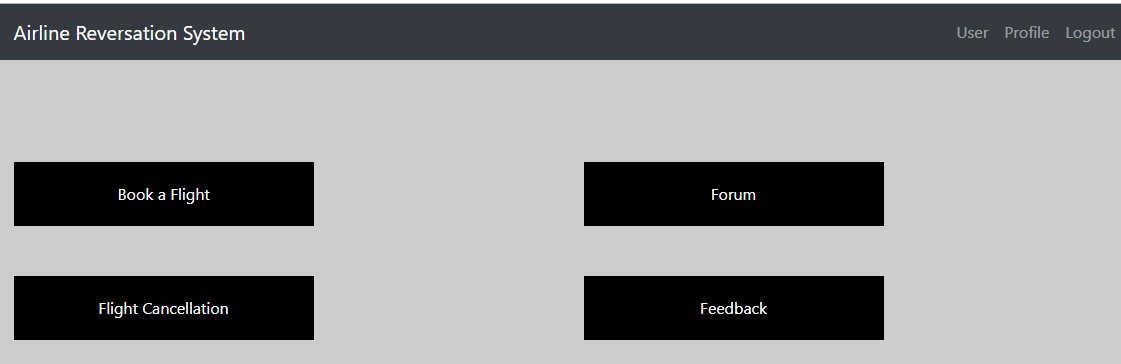 Airline Reversation System
User Profile Logout
Book a Flight
Forum
Flight Cancellation
Feedback